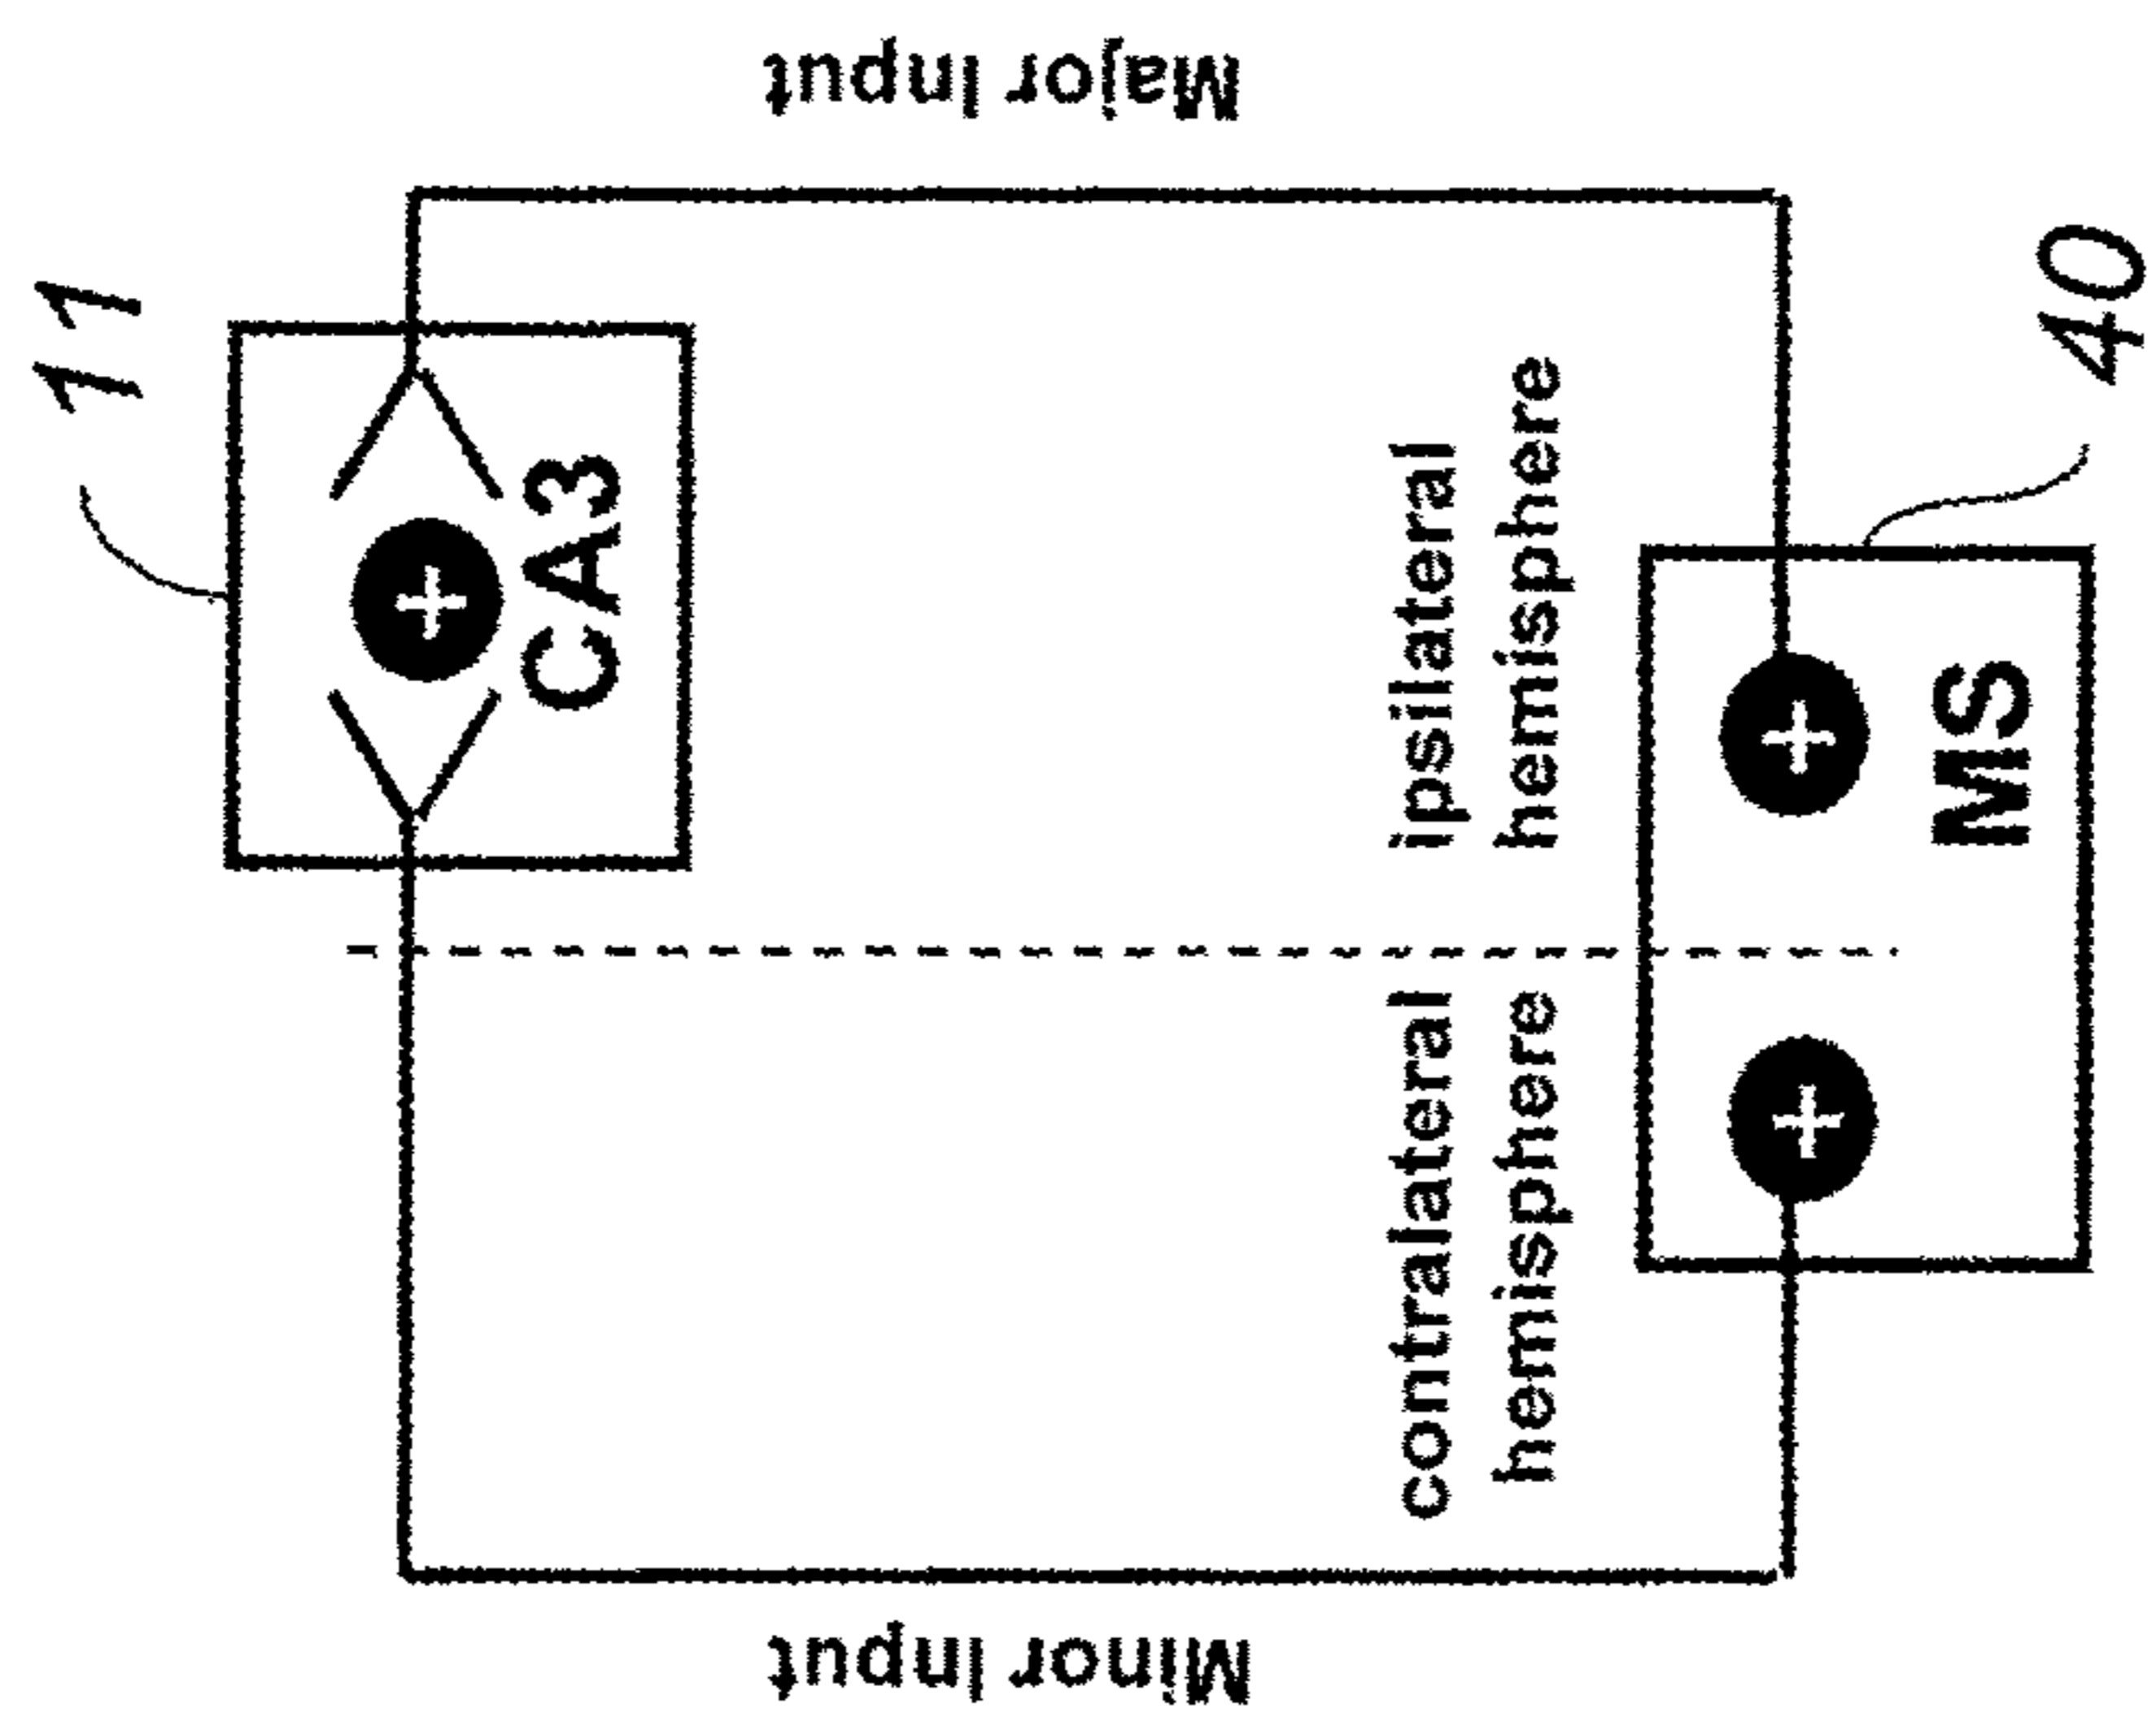 11
CA3
Minor input
Major input
contralateral
hemisphere
ipsilateral
hemisphere
MS
40